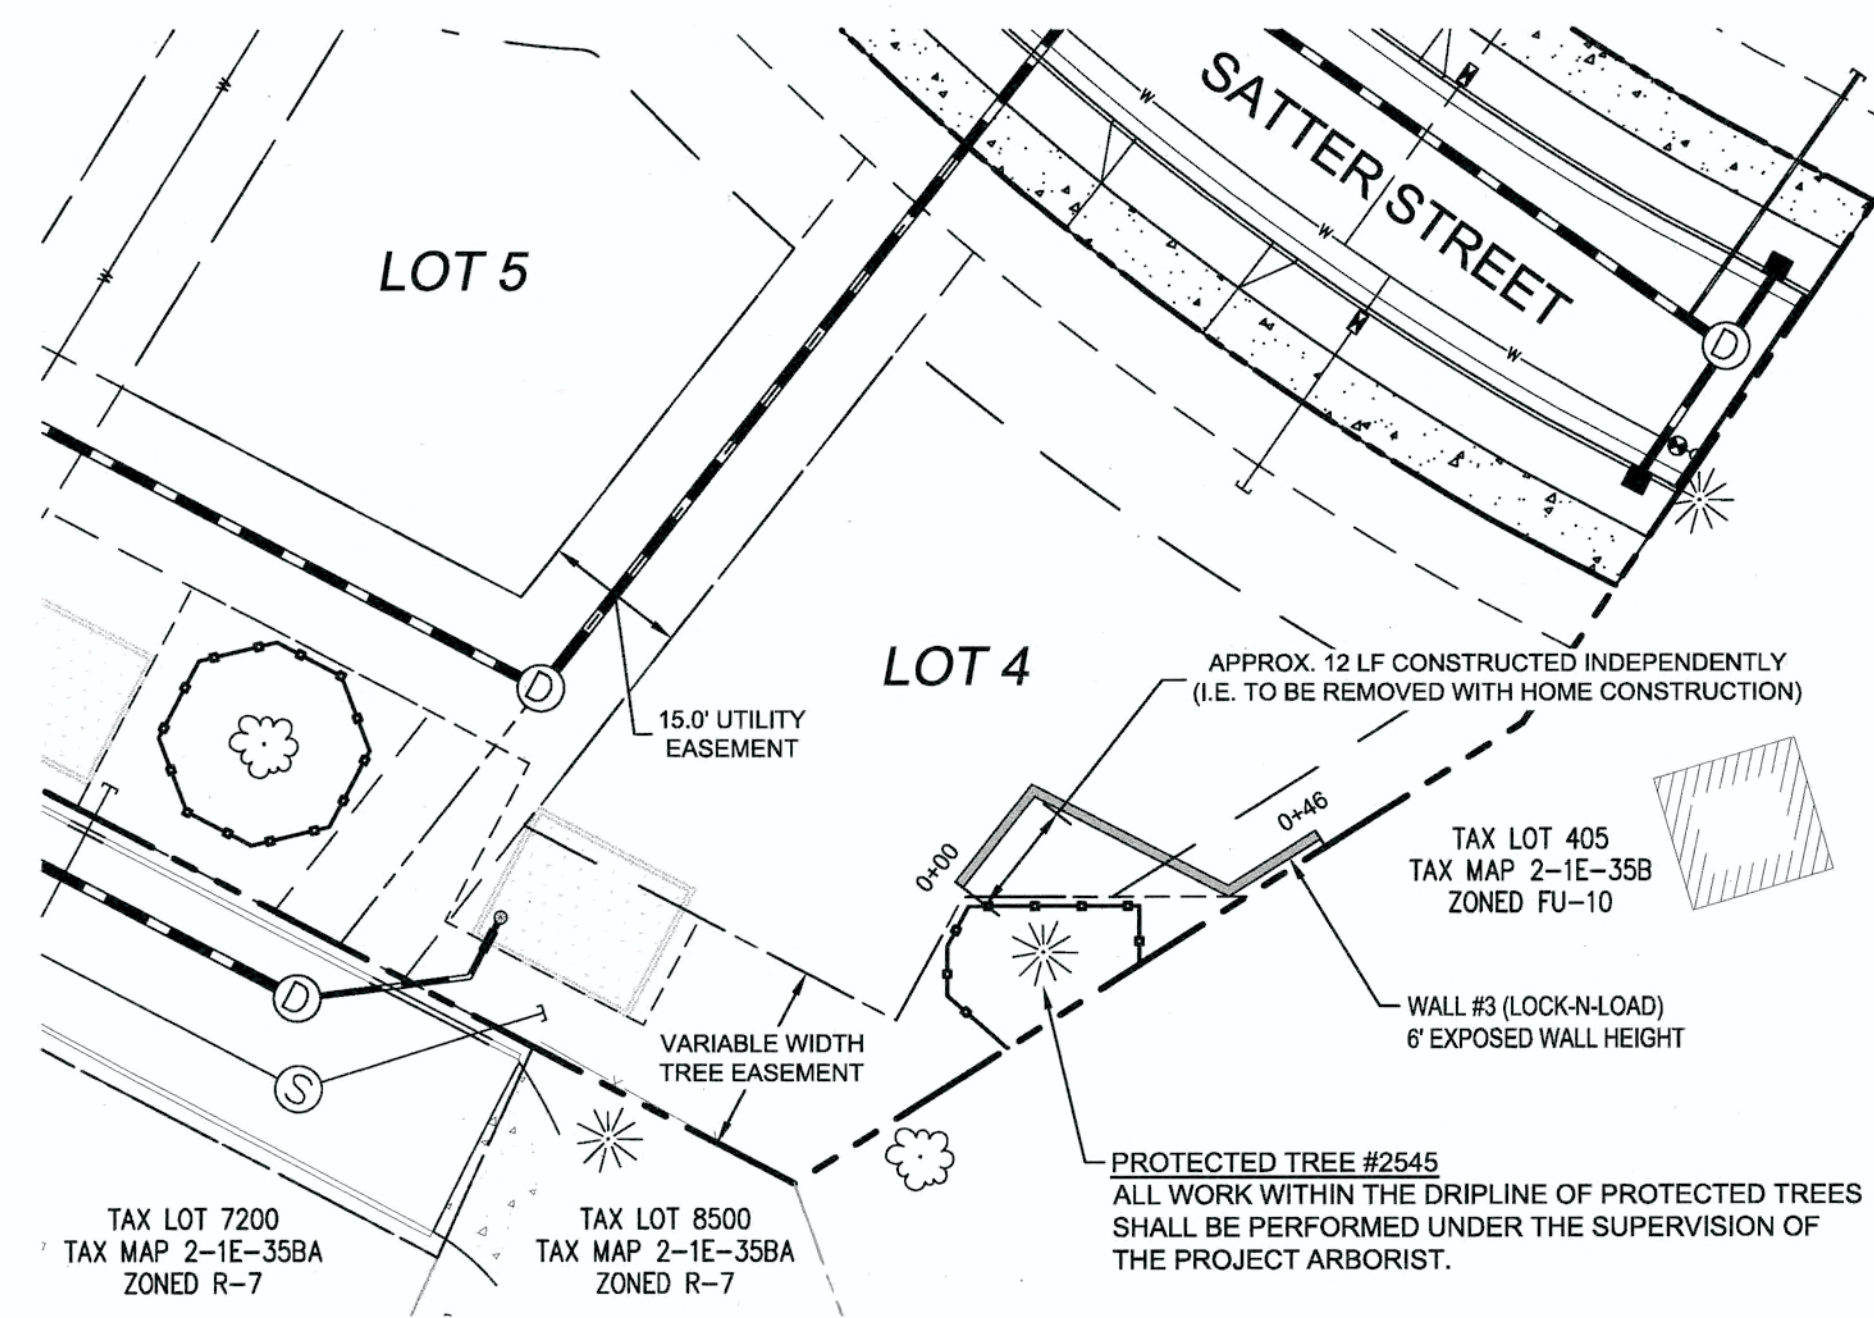 SATTER STREET
W
W
W
D
LOT 5
D
LOT 4
APPROX. 12 LF CONSTRUCTED INDEPENDENTLY
(I.E. TO BE REMOVED WITH HOME CONSTRUCTION)
15.0' UTILITY
EASEMENT
0+46
0+00
TAX LOT 405
TAX MAP 2-1E-35B
ZONED FU-10
D
WALL #3 (LOCK-N-LOAD)
6' EXPOSED WALL HEIGHT
VARIABLE WIDTH
TREE EASEMENT
S
PROTECTED TREE #2545
ALL WORK WITHIN THE DRIPLINE OF PROTECTED TREES
SHALL BE PERFORMED UNDER THE SUPERVISION OF
THE PROJECT ARBORIST.
TAX LOT 7200
TAX MAP 2-1E-35BA
ZONED R-7
TAX LOT 8500
TAX MAP 2-1E-35BA
ZONED R-7